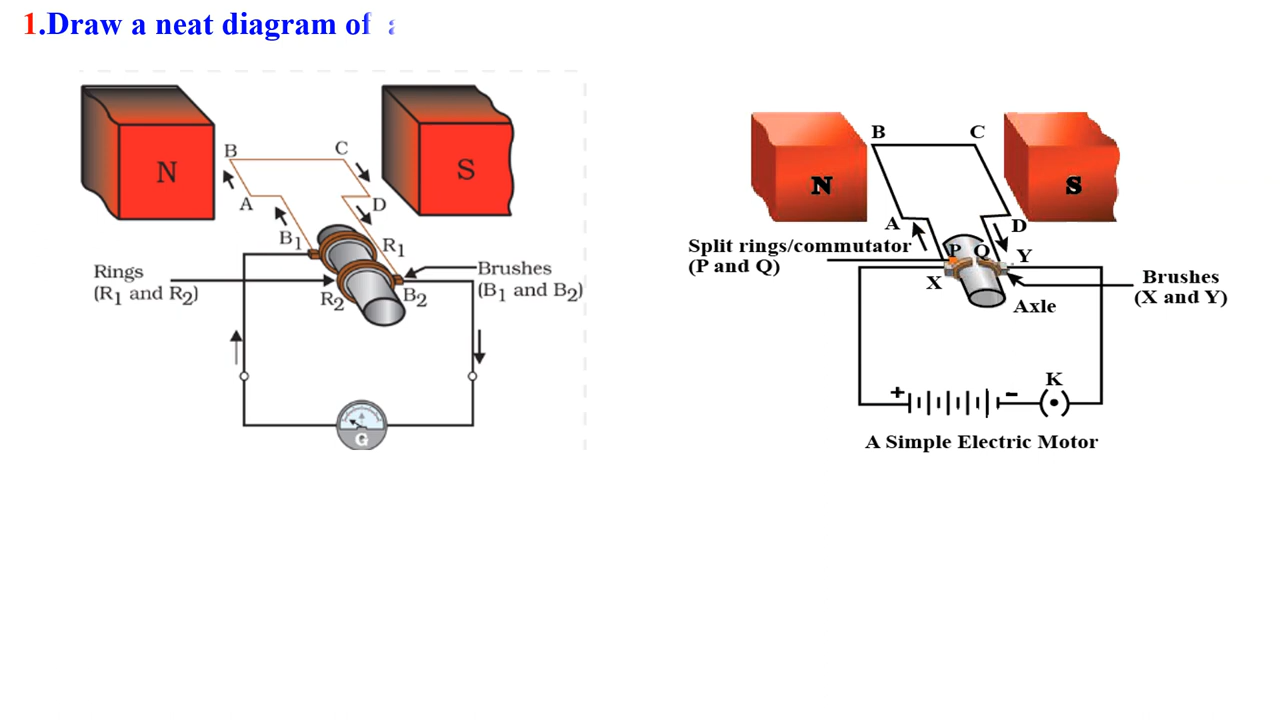 1.Draw a neat diagram of
N
S
B
C
A
D
B1
R1
Rings
(R1 and R2)
R2
B2
Brushes
(B1 and B2)
G
N
S
B
C
A
D
Split rings/commutator
(P and Q)
P
Q
Y
X
Brushes
(X and Y)
Axle
K
+
-
A Simple Electric Motor